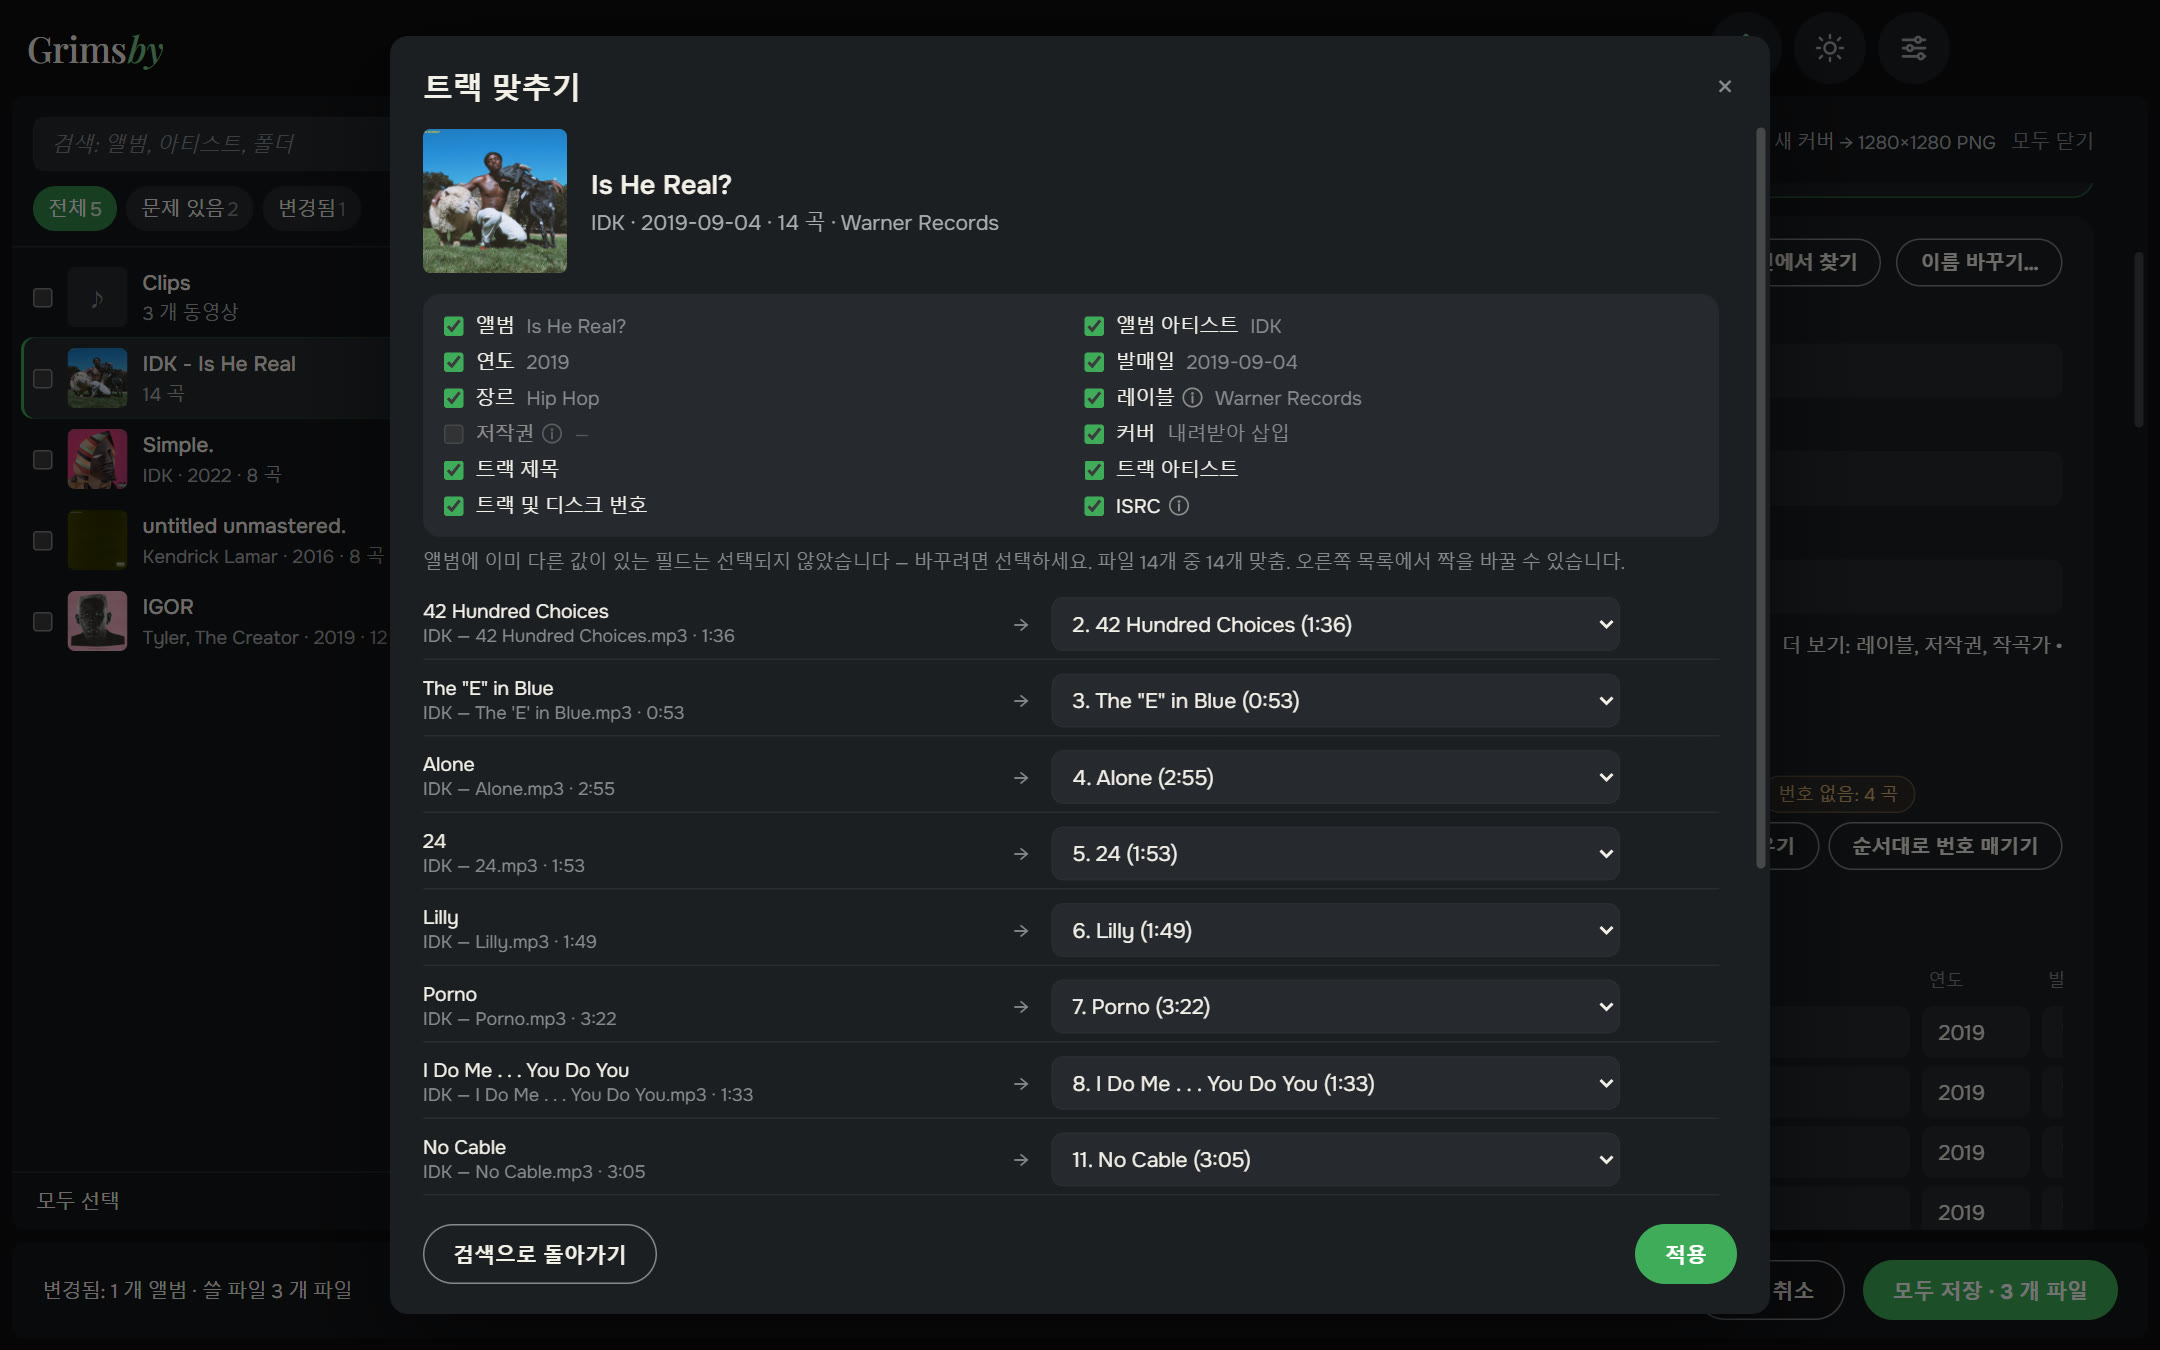 Grimsby
검색: 앨범, 아티스트, 폴더
전체 5
문제 있음 2
변경됨 1
Clips
3 개 동영상
IDK - Is He Real
14 곡
Simple.
IDK · 2022 · 8 곡
untitled unmastered.
Kendrick Lamar · 2016 · 8 곡
IGOR
Tyler, The Creator · 2019 · 12
모두 선택
변경됨: 1 개 앨범 · 쓸 파일 3 개 파일
트랙 맞추기
×
Is He Real?
IDK · 2019-09-04 · 14 곡 · Warner Records
앨범 Is He Real?
앨범 아티스트 IDK
연도 2019
발매일 2019-09-04
장르 Hip Hop
레이블 Warner Records
저작권 –
커버 내려받아 삽입
트랙 제목
트랙 아티스트
트랙 및 디스크 번호
ISRC
앨범에 이미 다른 값이 있는 필드는 선택되지 않았습니다 – 바꾸려면 선택하세요. 파일 14개 중 14개 맞춤. 오른쪽 목록에서 짝을 바꿀 수 있습니다.
42 Hundred Choices
IDK – 42 Hundred Choices.mp3 · 1:36
→
2. 42 Hundred Choices (1:36)
The "E" in Blue
IDK – The 'E' in Blue.mp3 · 0:53
→
3. The "E" in Blue (0:53)
Alone
IDK – Alone.mp3 · 2:55
→
4. Alone (2:55)
24
IDK – 24.mp3 · 1:53
→
5. 24 (1:53)
Lilly
IDK – Lilly.mp3 · 1:49
→
6. Lilly (1:49)
Porno
IDK – Porno.mp3 · 3:22
→
7. Porno (3:22)
I Do Me . . . You Do You
IDK – I Do Me . . . You Do You.mp3 · 1:33
→
8. I Do Me . . . You Do You (1:33)
No Cable
IDK – No Cable.mp3 · 3:05
→
11. No Cable (3:05)
검색으로 돌아가기
적용
새 커버 → 1280×1280 PNG
모두 닫기
에서 찾기
이름 바꾸기...
더 보기: 레이블, 저작권, 작곡가 •
번호 없음: 4 곡
기
순서대로 번호 매기기
연도
2019
2019
2019
2019
취소
모두 저장 · 3 개 파일